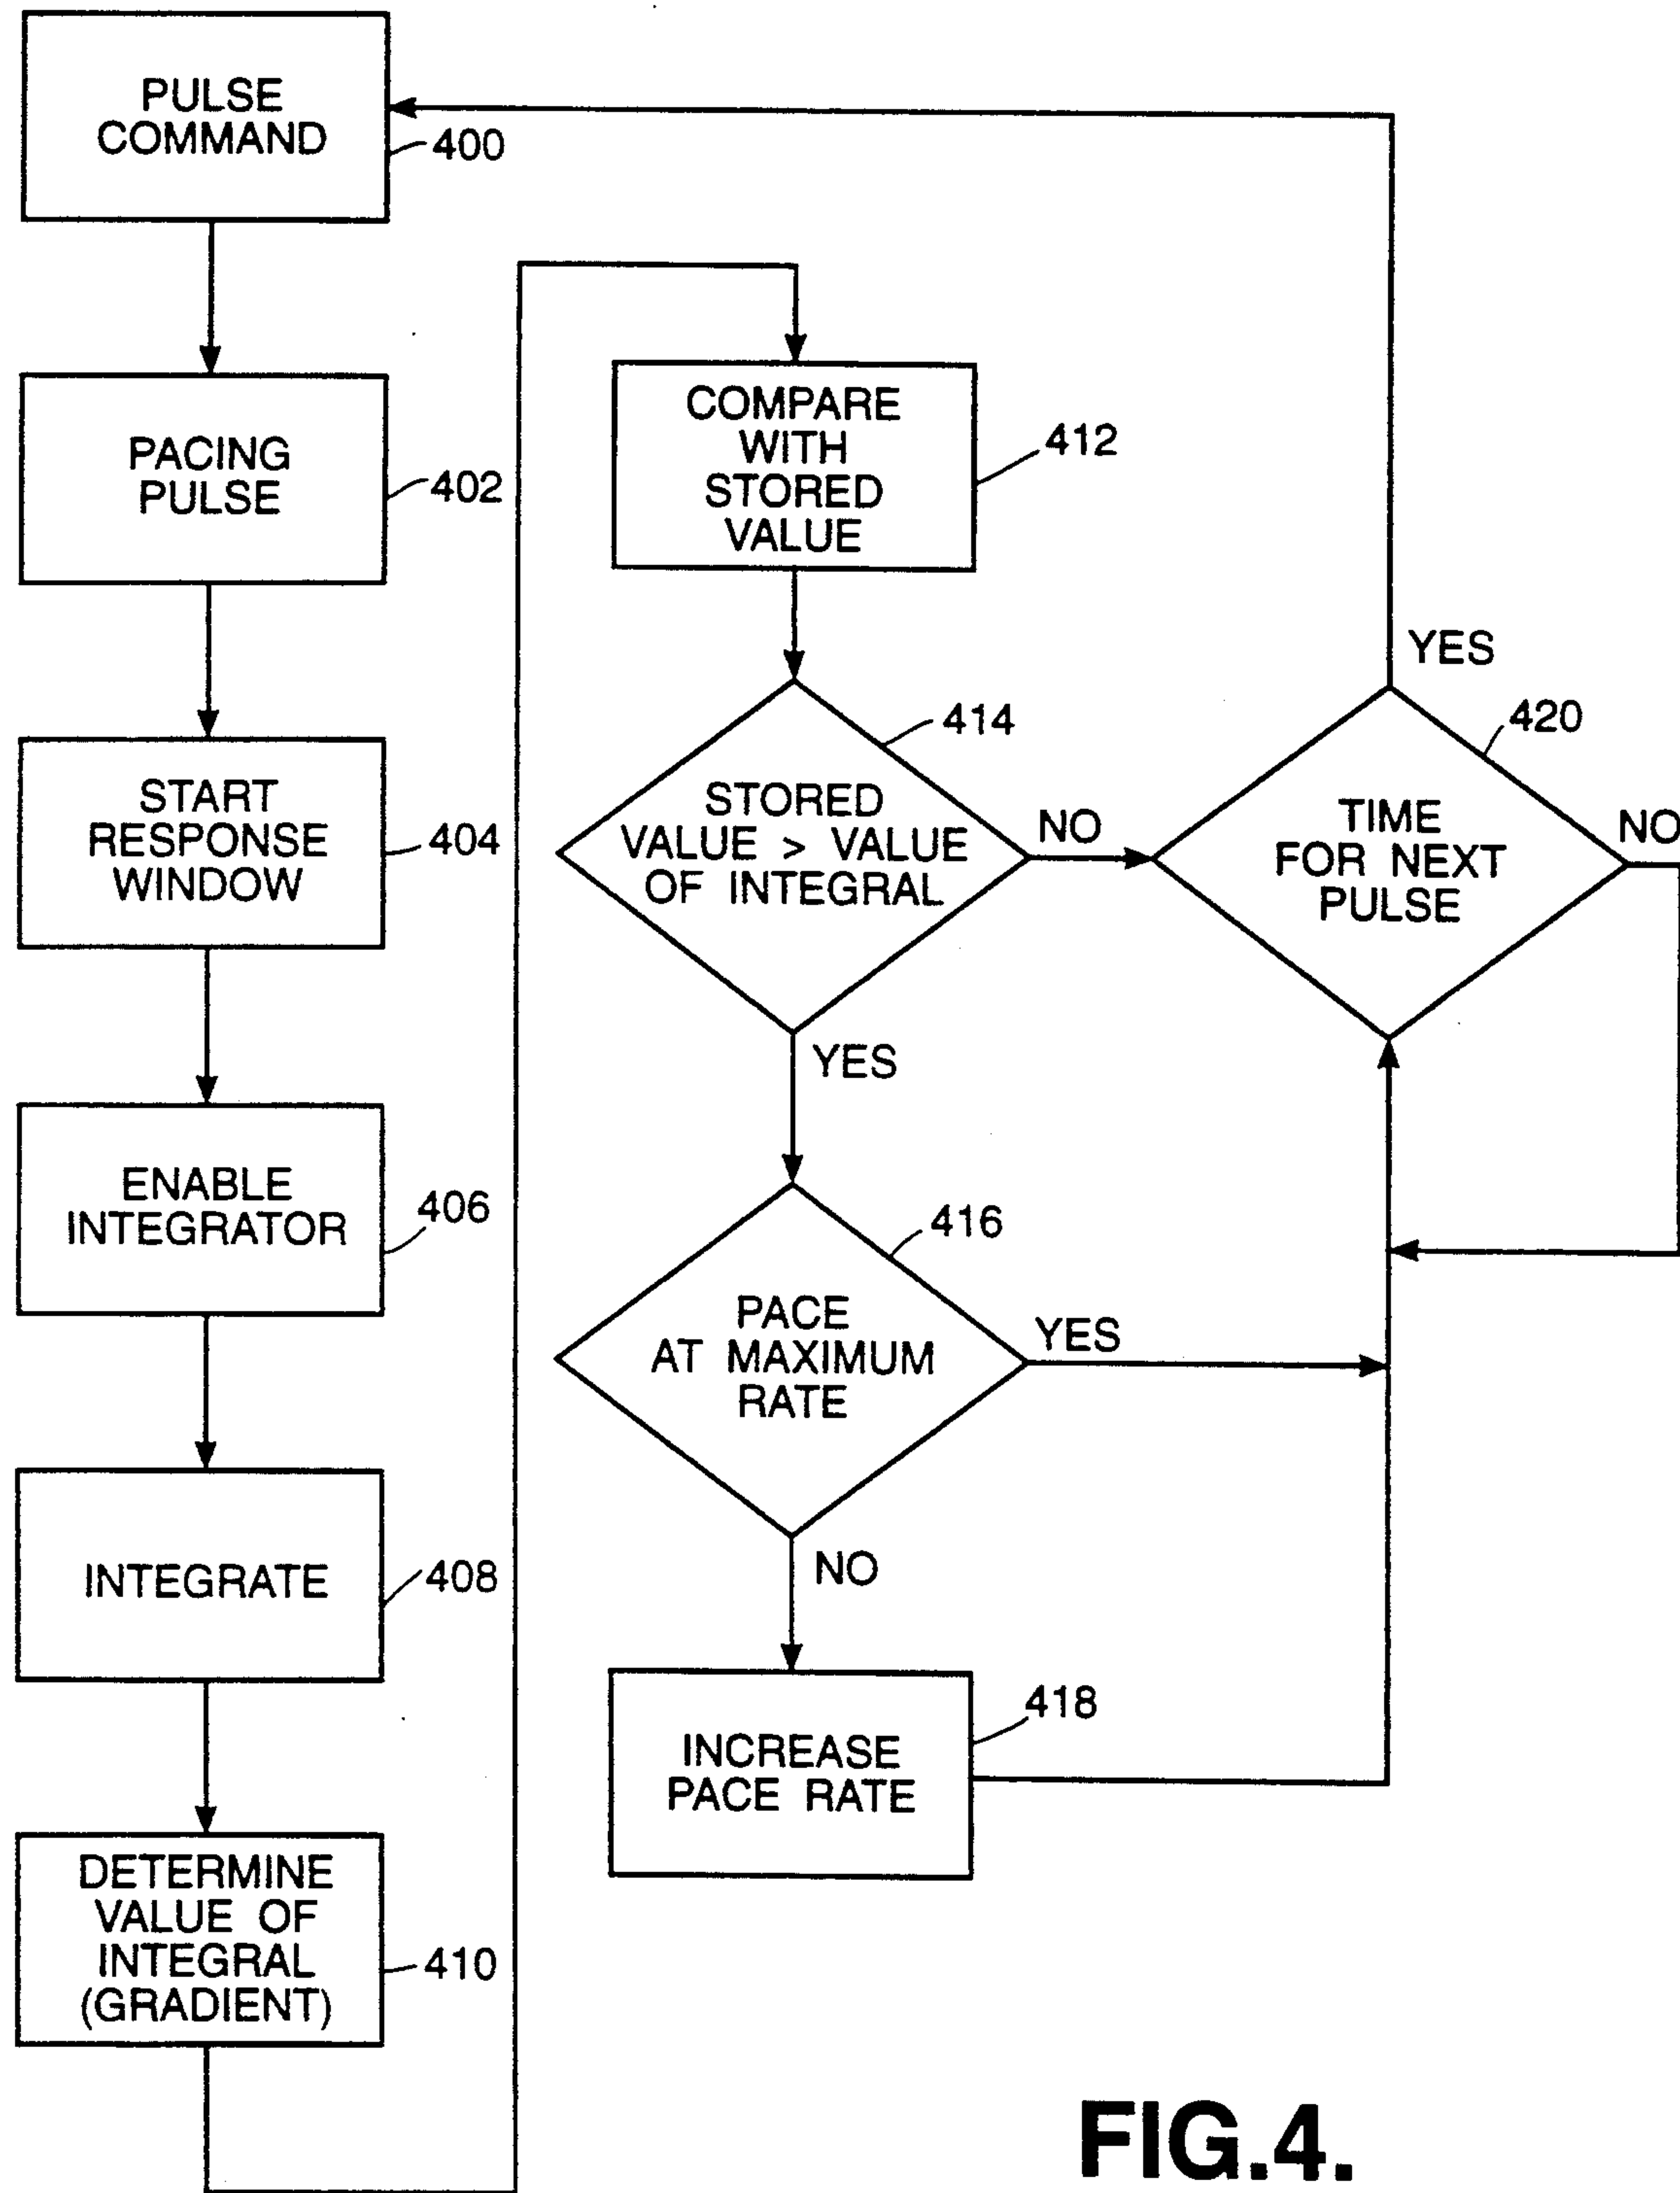 PULSE
COMMAND
400
PACING
PULSE
402
START
RESPONSE
WINDOW
404
ENABLE
INTEGRATOR
406
INTEGRATE
408
DETERMINE
VALUE OF
INTEGRAL
(GRADIENT)
410
COMPARE
WITH
STORED
VALUE
412
STORED
VALUE > VALUE
OF INTEGRAL
414
NO
YES
PACE
AT MAXIMUM
RATE
416
YES
NO
INCREASE
PACE RATE
418
TIME
FOR NEXT
PULSE
420
YES
NO
FIG.4.